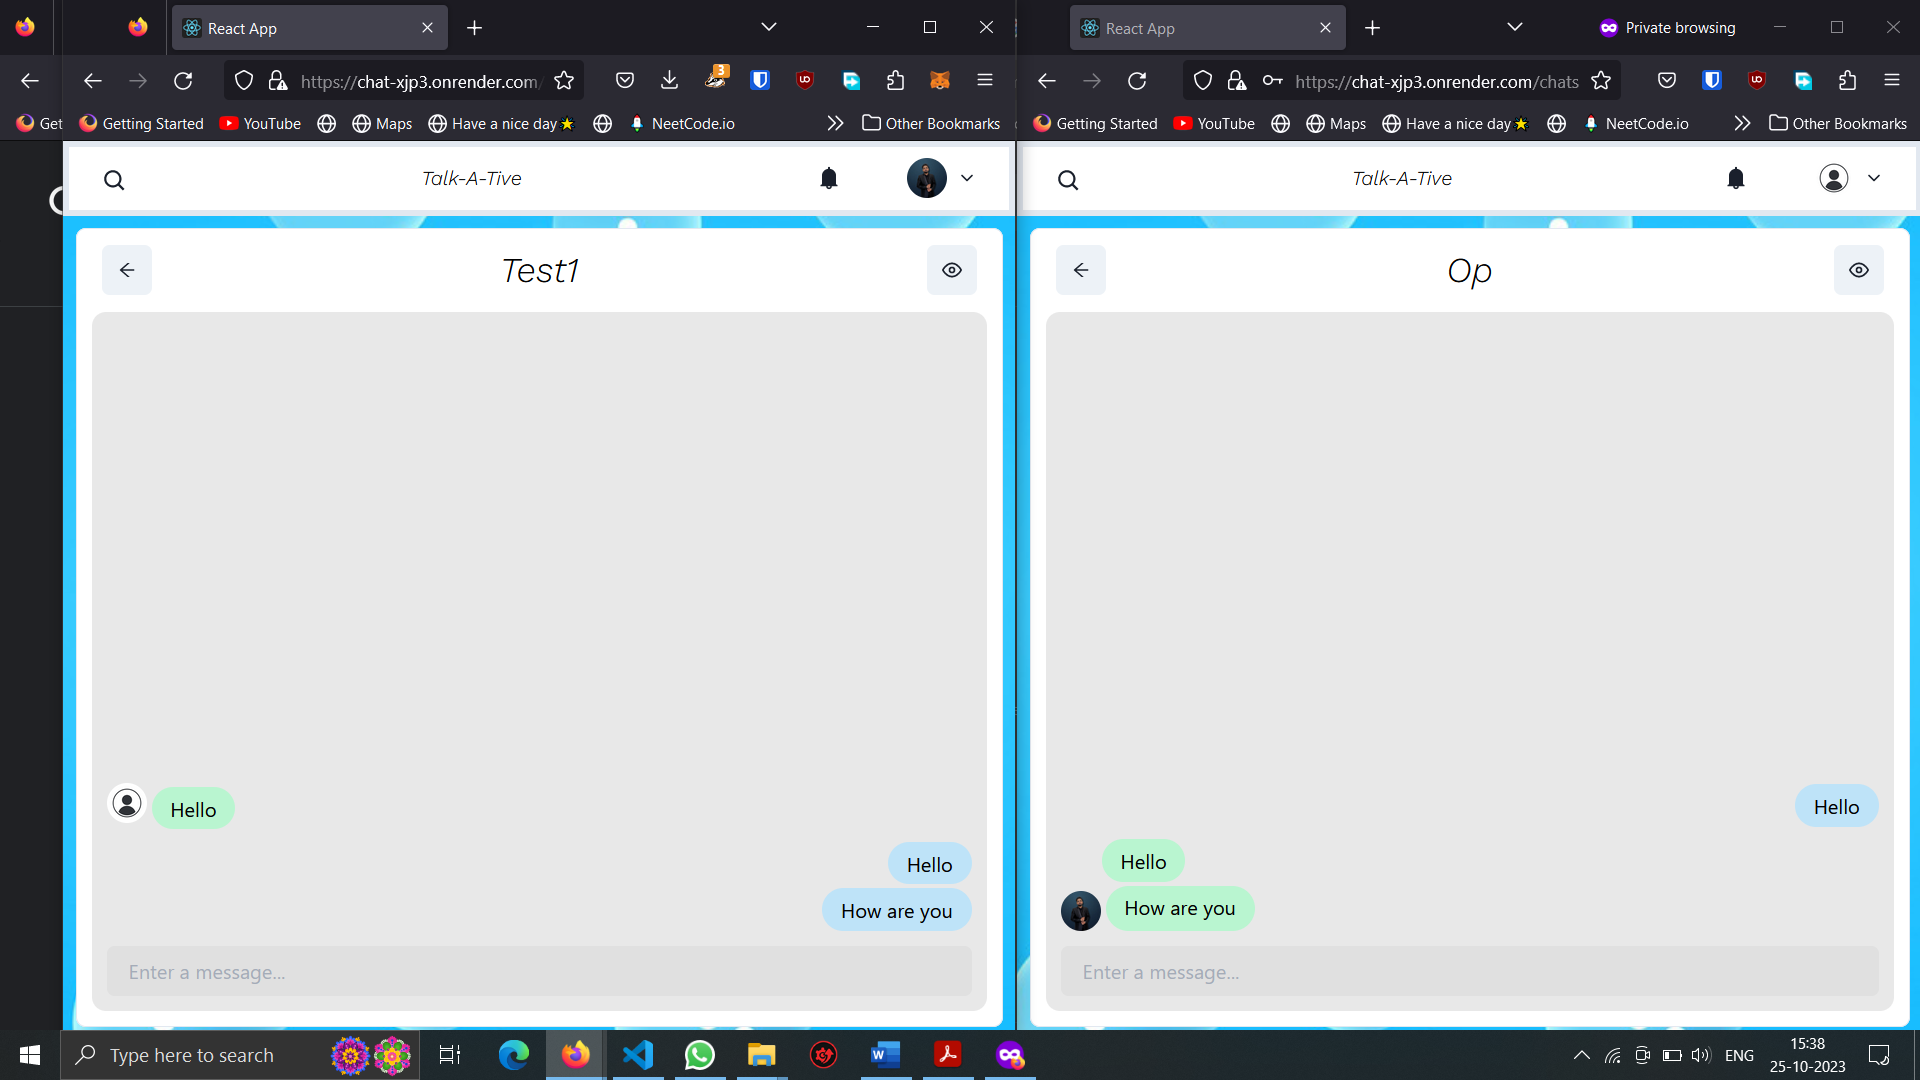 React App
React App
Private browsing
https://chat-xjp3.onrender.com/
https://chat-xjp3.onrender.com/chats
3
Get
Getting Started
YouTube
Maps
Have a nice day
NeetCode.io
Other Bookmarks
Getting Started
YouTube
Maps
Have a nice day
NeetCode.io
Other Bookmarks
Talk-A-Tive
Talk-A-Tive
Test1
Op
Hello
Hello
How are you
Enter a message...
Hello
Hello
How are you
Enter a message...
Type here to search
ENG
15:38
25-10-2023